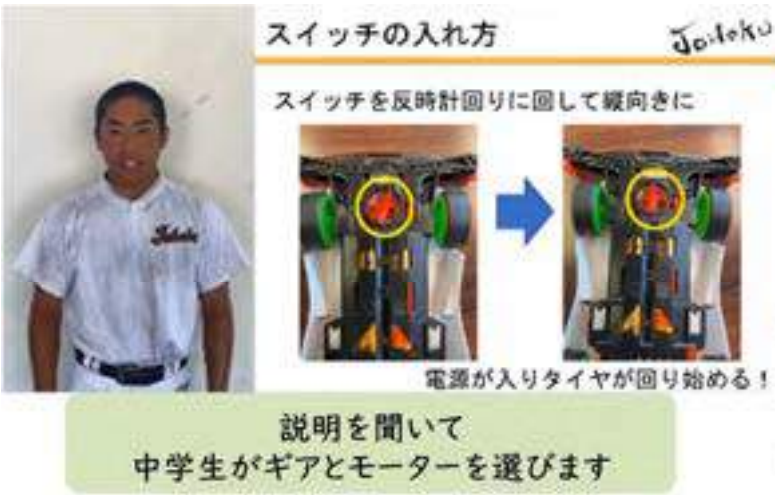 スイッチの入れ方
Joitoku
スイッチを反時計回りに回して縦向きに
電源が入りタイヤが回り始める！
説明を聞いて
中学生がギアとモーターを選びます